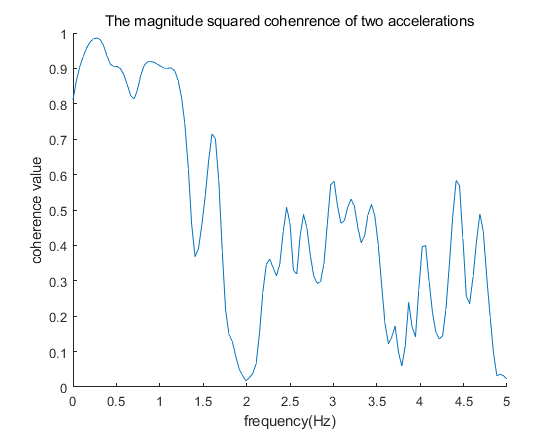 The magnitude squared cohenrence of two accelerations
1
0.9
0.8
0.7
0.6
0.5
0.4
0.3
0.2
0.1
0
coherence value
0 0.5 1 1.5 2 2.5 3 3.5 4 4.5 5
frequency(Hz)